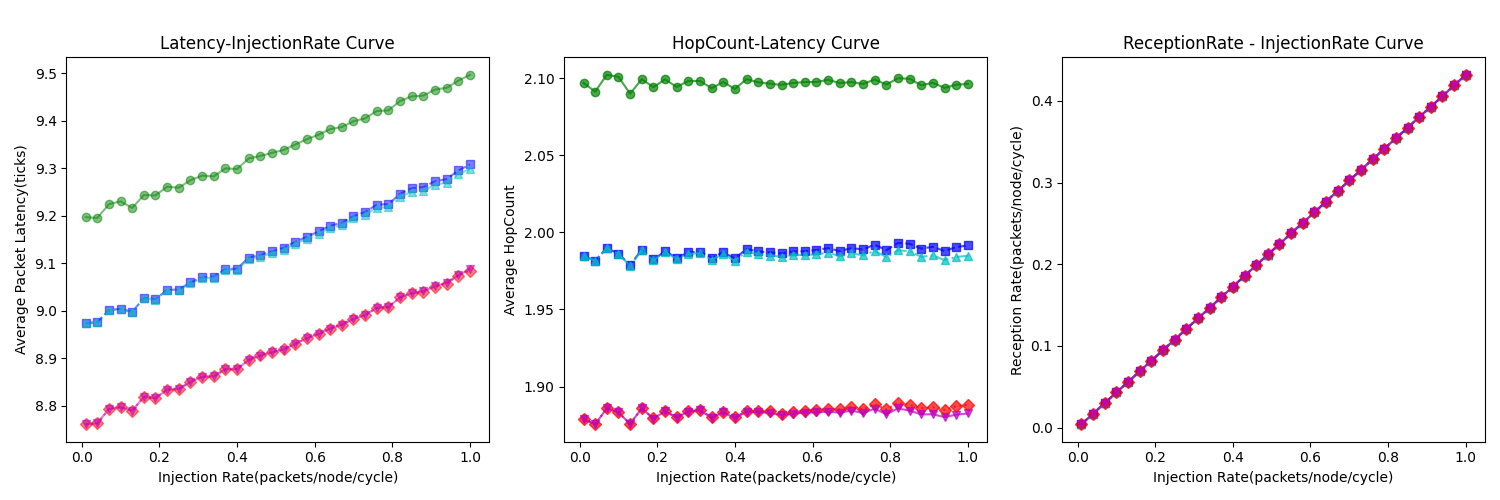 Latency-InjectionRate Curve
Average Packet Latency(ticks)
9.5
9.4
9.3
9.2
9.1
9.0
8.9
8.8
0.0 0.2 0.4 0.6 0.8 1.0
Injection Rate(packets/node/cycle)
HopCount-Latency Curve
Average HopCount
2.10
2.05
2.00
1.95
1.90
0.0 0.2 0.4 0.6 0.8 1.0
Injection Rate(packets/node/cycle)
ReceptionRate - InjectionRate Curve
Reception Rate(packets/node/cycle)
0.4
0.3
0.2
0.1
0.0
0.0 0.2 0.4 0.6 0.8 1.0
Injection Rate(packets/node/cycle)